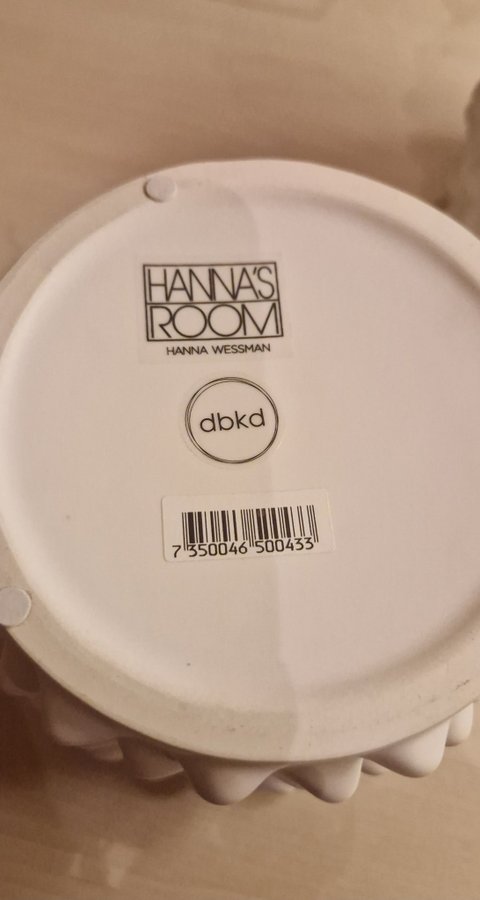 HANNA'S
ROOM
HANNA WESSMAN
dbkd
7 350046 500433